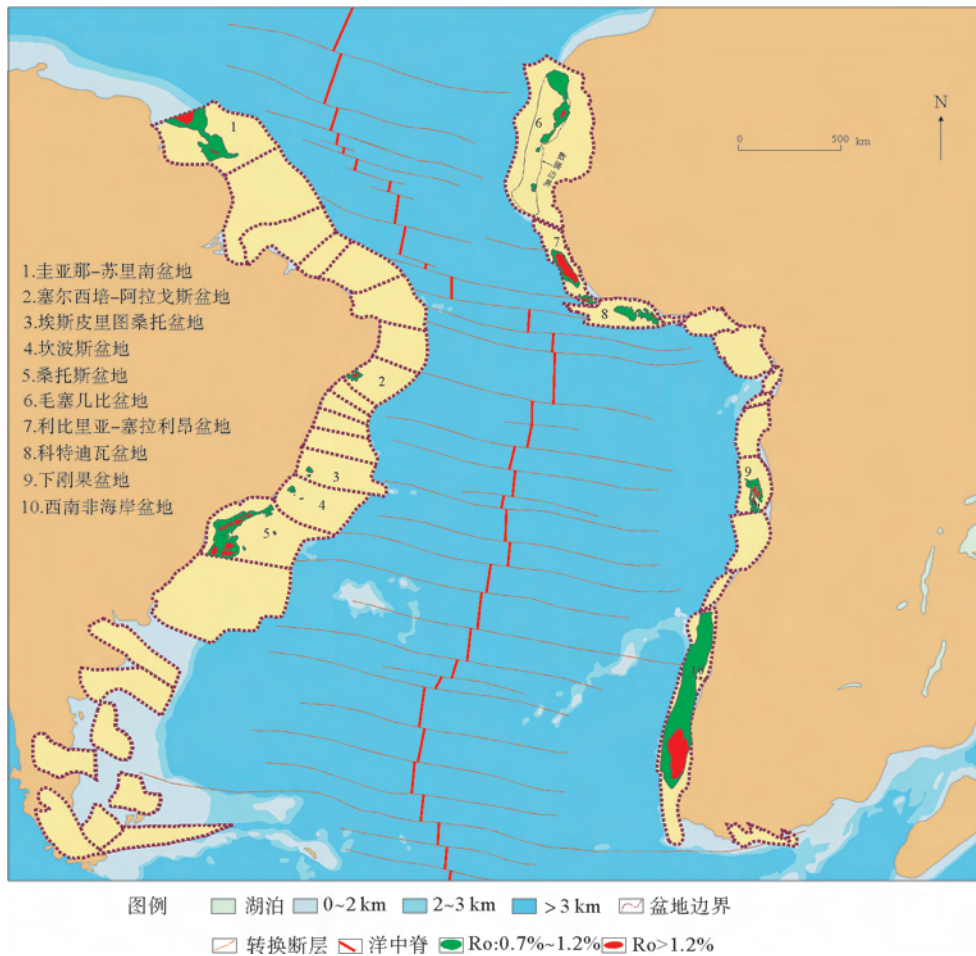 1
6
N
0
500
km
7
8
1.圭亚那-苏里南盆地
2.塞尔西培-阿拉戈斯盆地
3.埃斯皮里图桑托盆地
4.坎波斯盆地
5.桑托斯盆地
6.毛塞几比盆地
7.利比里亚-塞拉利昂盆地
8.科特迪瓦盆地
9.下刚果盆地
10.西南非海岸盆地
2
3
4
5
9
10
图例
湖泊
0~2 km
2~3 km
>3 km
盆地边界
转换断层
洋中脊
Ro:0.7%~1.2%
Ro>1.2%